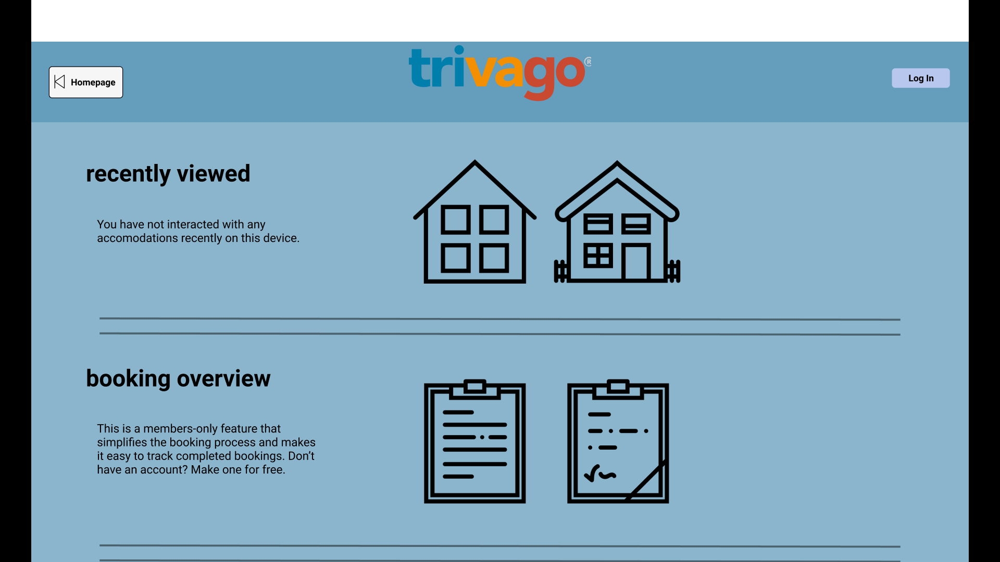 trivago®
Homepage
Log In
recently viewed
You have not interacted with any
accomodations recently on this device.
booking overview
This is a members-only feature that
simplifies the booking process and makes
it easy to track completed bookings. Don’t
have an account? Make one for free.